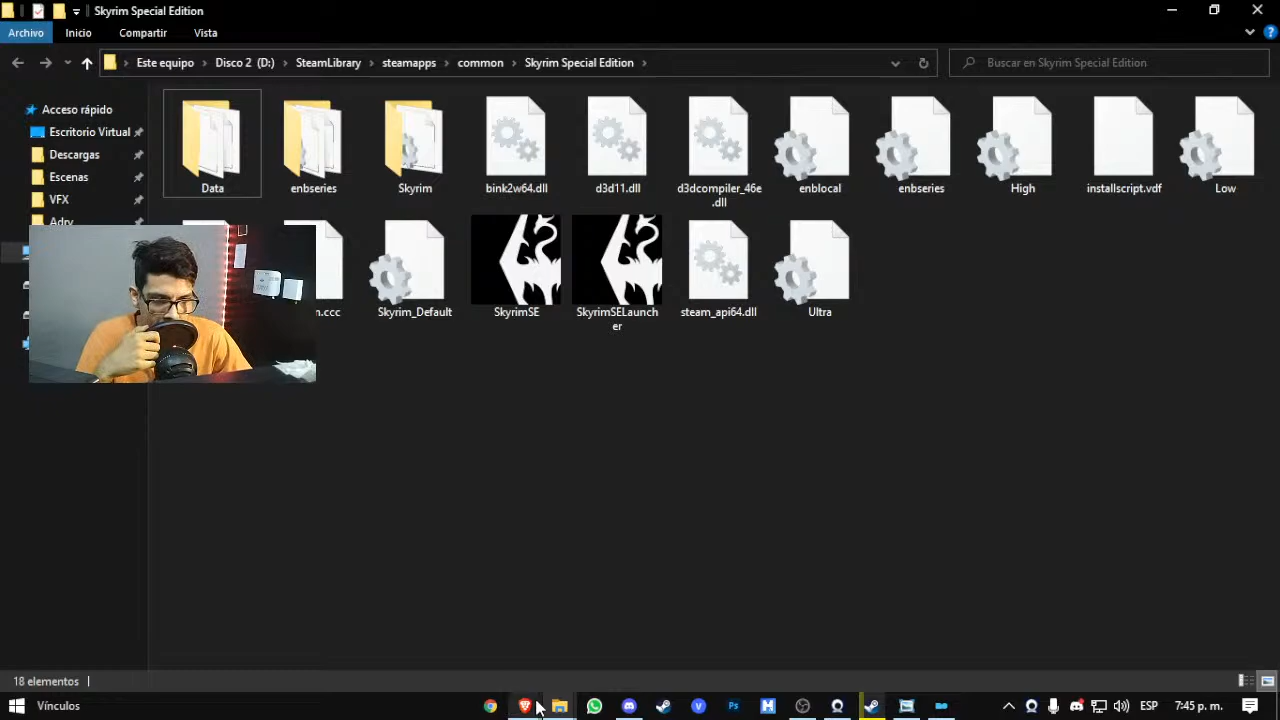 Skyrim Special Edition
Archivo Inicio Compartir Vista
Este equipo Disco 2 (D:) SteamLibrary steamapps common Skyrim Special Edition
Buscar en Skyrim Special Edition
Acceso rápido
Escritorio Virtual
Descargas
Escenas
VFX
Adry
Data enbseries Skyrim bink2w64.dll d3d11.dll d3dcompiler_46e.dll enblocal enbseries High installscript.vdf Low
.ccc Skyrim_Default SkyrimSE SkyrimSELauncher steam_api64.dll Ultra
18 elementos
Vínculos
ESP 7:45 p. m.